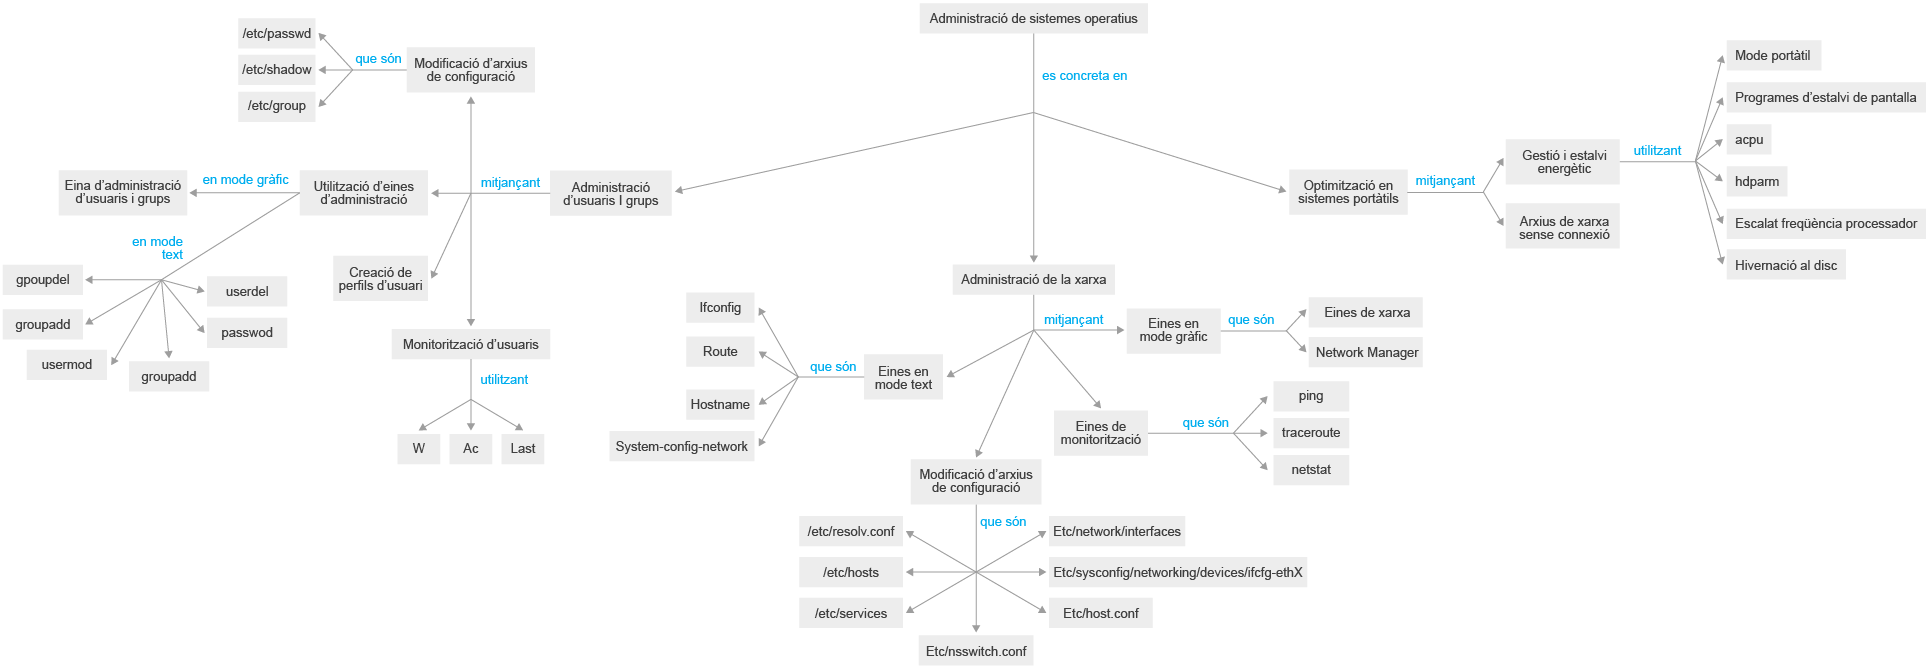 Administració de sistemes operatius
es concreta en
/etc/passwd
/etc/shadow
/etc/group
que són
Modificació d'arxius
de configuració
Eina d'administració
d'usuaris i grups
en mode gràfic
Utilització d'eines
d'administració
mitjançant
Administració
d'usuaris I grups
en mode
text
gpoupdel
groupadd
usermod
groupadd
passwod
userdel
Creació de
perfils d'usuari
Monitorització d'usuaris
utilitzant
W
Ac
Last
Administració de la xarxa
mitjançant
Ifconfig
Route
Hostname
System-config-network
que són
Eines en
mode text
Eines en
mode gràfic
que són
Eines de xarxa
Network Manager
Eines de
monitorització
que són
ping
traceroute
netstat
Modificació d'arxius
de configuració
que són
/etc/resolv.conf
/etc/hosts
/etc/services
Etc/nsswitch.conf
Etc/network/interfaces
Etc/sysconfig/networking/devices/ifcfg-ethX
Etc/host.conf
Optimització en
sistemes portàtils
mitjançant
Gestió i estalvi
energètic
Arxius de xarxa
sense connexió
utilitzant
Mode portàtil
Programes d'estalvi de pantalla
acpu
hdparm
Escalat freqüència processador
Hivernació al disc